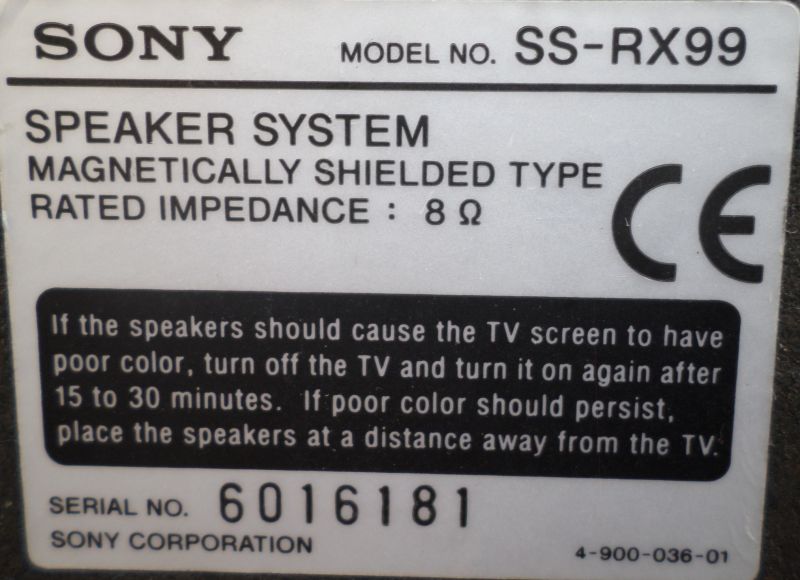 SONY MODEL NO. SS-RX99
SPEAKER SYSTEM
MAGNETICALLY SHIELDED TYPE
RATED IMPEDANCE : 8 Ω
CE
If the speakers should cause the TV screen to have
poor color, turn off the TV and turn it on again after
15 to 30 minutes. If poor color should persist,
place the speakers at a distance away from the TV.
SERIAL NO. 6016181
SONY CORPORATION 4-900-036-01